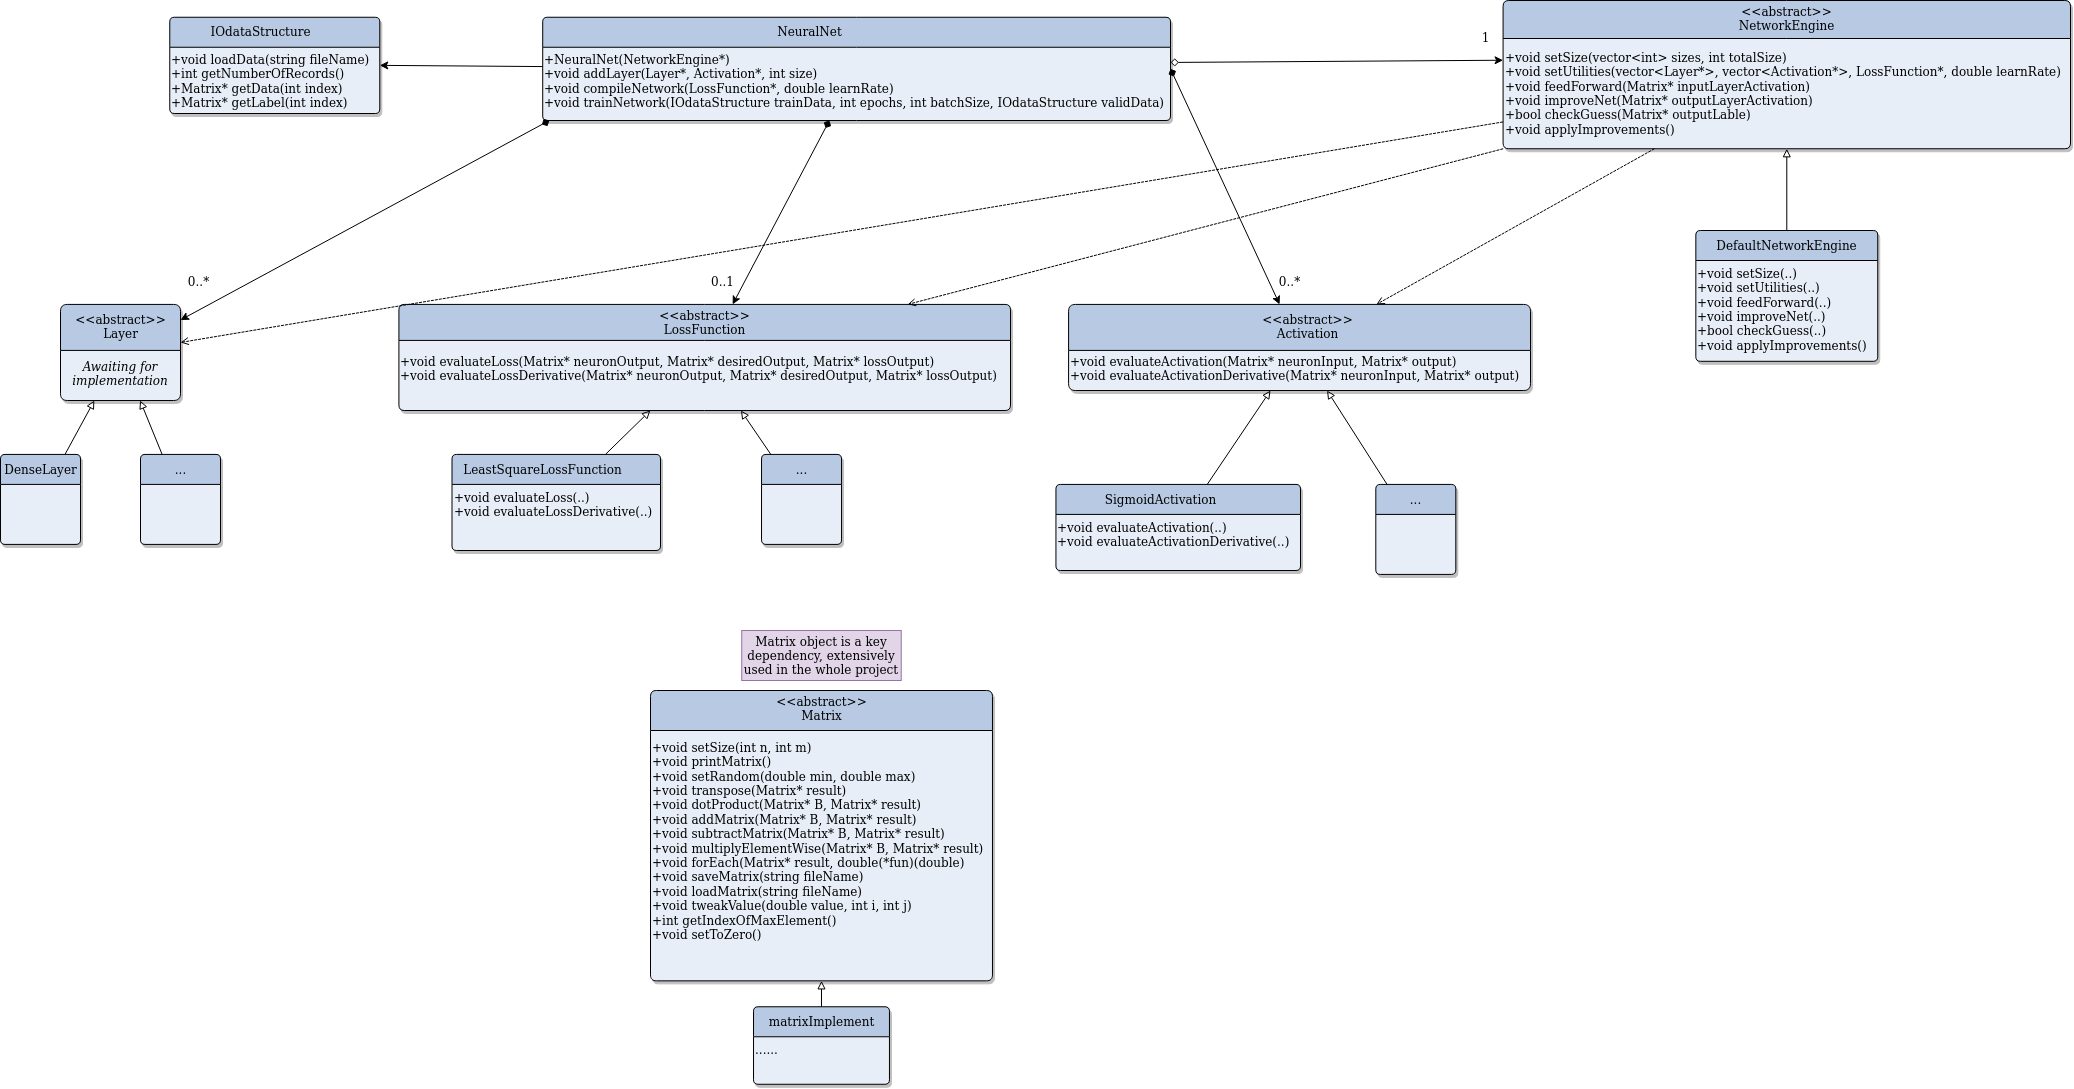 IOdataStructure
+void loadData(string fileName)
+int getNumberOfRecords()
+Matrix* getData(int index)
+Matrix* getLabel(int index)
NeuralNet
+NeuralNet(NetworkEngine*)
+void addLayer(Layer*, Activation*, int size)
+void compileNetwork(LossFunction*, double learnRate)
+void trainNetwork(IOdataStructure trainData, int epochs, int batchSize, IOdataStructure validData)
1
<<abstract>>
NetworkEngine
+void setSize(vector<int> sizes, int totalSize)
+void setUtilities(vector<Layer*>, vector<Activation*>, LossFunction*, double learnRate)
+void feedForward(Matrix* inputLayerActivation)
+void improveNet(Matrix* outputLayerActivation)
+bool checkGuess(Matrix* outputLable)
+void applyImprovements()
DefaultNetworkEngine
+void setSize(..)
+void setUtilities(..)
+void feedForward(..)
+void improveNet(..)
+bool checkGuess(..)
+void applyImprovements()
0..*
0..1
0..*
<<abstract>>
Layer
Awaiting for
implementation
<<abstract>>
LossFunction
+void evaluateLoss(Matrix* neuronOutput, Matrix* desiredOutput, Matrix* lossOutput)
+void evaluateLossDerivative(Matrix* neuronOutput, Matrix* desiredOutput, Matrix* lossOutput)
<<abstract>>
Activation
+void evaluateActivation(Matrix* neuronInput, Matrix* output)
+void evaluateActivationDerivative(Matrix* neuronInput, Matrix* output)
DenseLayer
...
LeastSquareLossFunction
+void evaluateLoss(..)
+void evaluateLossDerivative(..)
...
SigmoidActivation
+void evaluateActivation(..)
+void evaluateActivationDerivative(..)
...
Matrix object is a key
dependency, extensively
used in the whole project
<<abstract>>
Matrix
+void setSize(int n, int m)
+void printMatrix()
+void setRandom(double min, double max)
+void transpose(Matrix* result)
+void dotProduct(Matrix* B, Matrix* result)
+void addMatrix(Matrix* B, Matrix* result)
+void subtractMatrix(Matrix* B, Matrix* result)
+void multiplyElementWise(Matrix* B, Matrix* result)
+void forEach(Matrix* result, double(*fun)(double)
+void saveMatrix(string fileName)
+void loadMatrix(string fileName)
+void tweakValue(double value, int i, int j)
+int getIndexOfMaxElement()
+void setToZero()
matrixImplement
......